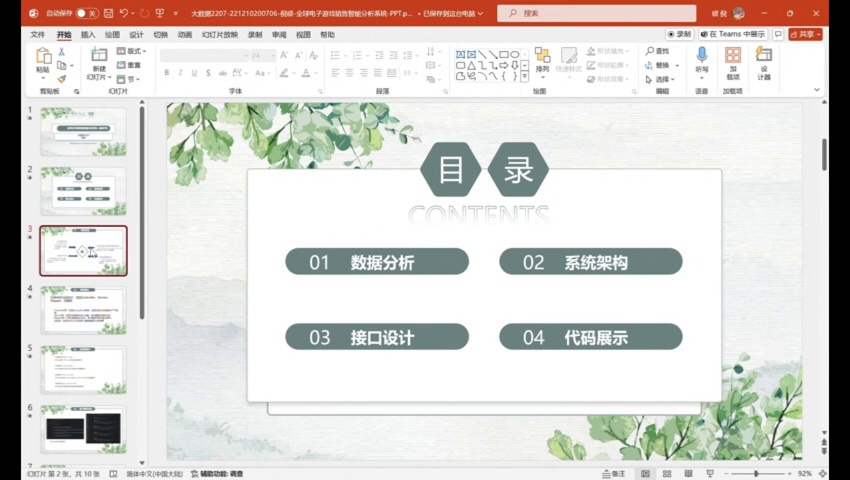 自动保存 关
大数据2207-221210200706-倪硕-全球电子游戏销售智能分析系统-PPT.p... • 已保存到这台电脑
搜索
文件 开始 插入 绘图 设计 切换 动画 幻灯片放映 录制 审阅 视图 帮助
录制 在 Teams 中展示 共享
粘贴
新建
幻灯片
版式
重置
节
24
B I U S ab AV Aa A
排列 快速样式
形状填充
形状轮廓
形状效果
查找
替换
选择
听写
加
载项
设
计器
剪贴板 幻灯片 字体 段落 绘图 编辑 语音 加载项
1
2
3
4
5
6
7
目录
CONTENTS
01 数据分析
02 系统架构
03 接口设计
04 代码展示
幻灯片 第 2 张，共 10 张 简体中文(中国大陆) 辅助功能: 调查
备注 92%